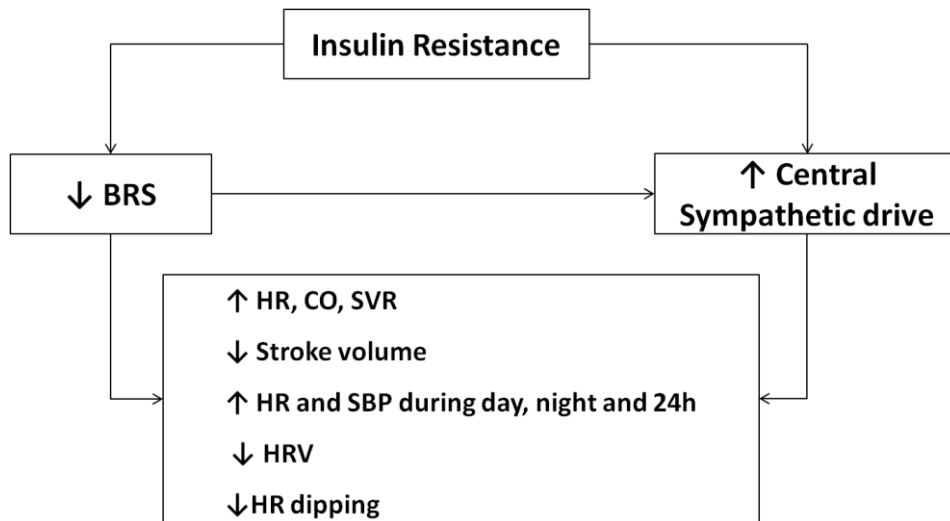 Insulin Resistance
↓ BRS
↑ Central
Sympathetic drive
↑ HR, CO, SVR
↓ Stroke volume
↑ HR and SBP during day, night and 24h
↓ HRV
↓HR dipping